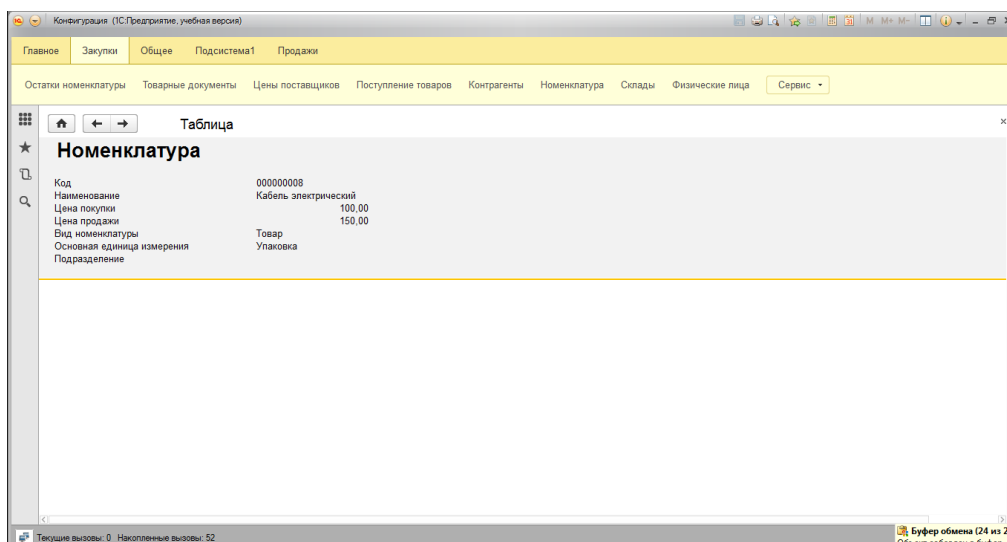 Конфигурация (1С:Предприятие, учебная версия)
M M+ M-
Главное Закупки Общее Подсистема1 Продажи
Остатки номенклатуры Товарные документы Цены поставщиков Поступление товаров Контрагенты Номенклатура Склады Физические лица Сервис
Таблица
Номенклатура
Код 000000008
Наименование Кабель электрический
Цена покупки 100,00
Цена продажи 150,00
Вид номенклатуры Товар
Основная единица измерения Упаковка
Подразделение
Текущие вызовы: 0 Накопленные вызовы: 52
Буфер обмена (24 из 2